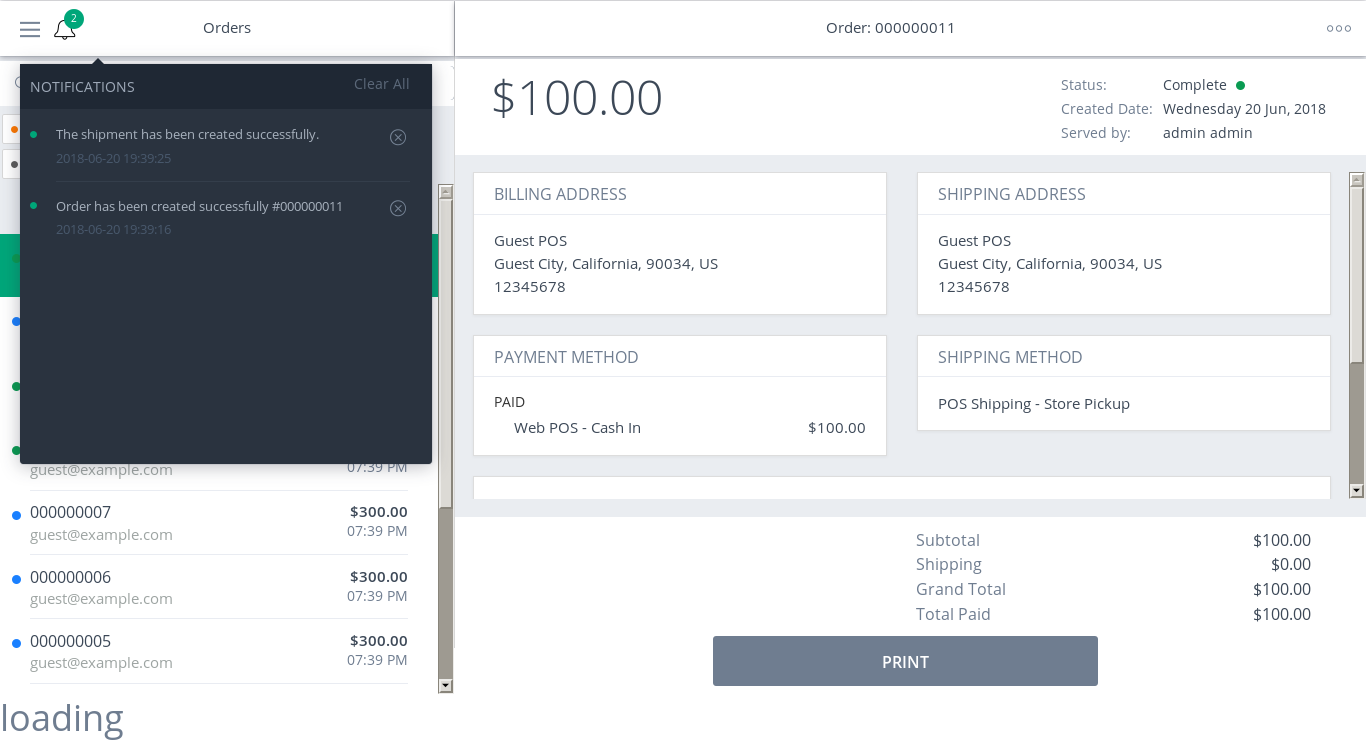 2
Orders
NOTIFICATIONS
Clear All
The shipment has been created successfully.
2018-06-20 19:39:25
Order has been created successfully #000000011
2018-06-20 19:39:16
guest@example.com
07:39 PM
000000007
$300.00
guest@example.com
07:39 PM
000000006
$300.00
guest@example.com
07:39 PM
000000005
$300.00
guest@example.com
07:39 PM
loading
Order: 000000011
$100.00
Status: Complete
Created Date: Wednesday 20 Jun, 2018
Served by: admin admin
BILLING ADDRESS
Guest POS
Guest City, California, 90034, US
12345678
SHIPPING ADDRESS
Guest POS
Guest City, California, 90034, US
12345678
PAYMENT METHOD
PAID
Web POS - Cash In $100.00
SHIPPING METHOD
POS Shipping - Store Pickup
Subtotal $100.00
Shipping $0.00
Grand Total $100.00
Total Paid $100.00
PRINT